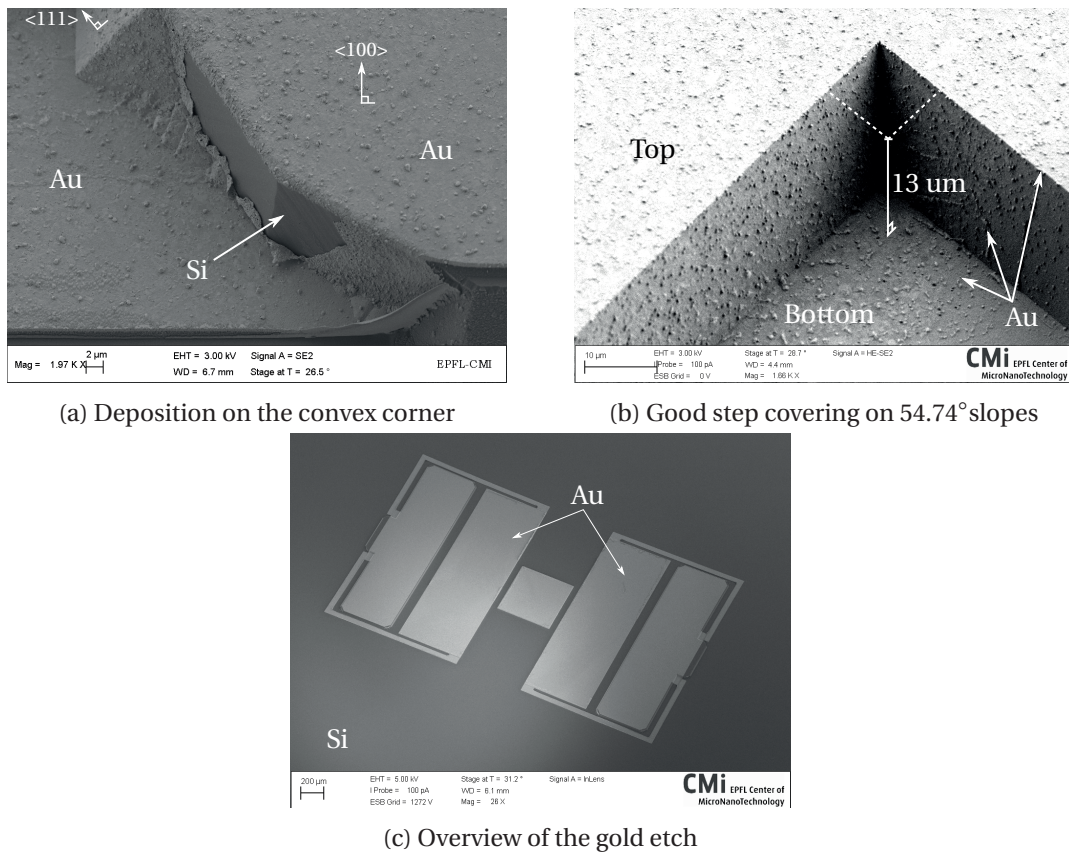 <111>
<100>
Au
Au
Si
2 µm
Mag = 1.97 K X
EHT = 3.00 kV
Signal A = SE2
WD = 6.7 mm
Stage at T = 26.5 °
EPFL-CMI
(a) Deposition on the convex corner
Top
13 um
Bottom
Au
10 µm
EHT = 3.00 kV
Stage at T = 28.7 °
Signal A = HE-SE2
I Probe = 100 pA
WD = 4.4 mm
ESB Grid = 0 V
Mag = 1.66 K X
CMi EPFL Center of
MicroNanoTechnology
(b) Good step covering on 54.74°slopes
Au
Si
200 µm
EHT = 5.00 kV
Stage at T = 31.2 °
Signal A = InLens
I Probe = 100 pA
WD = 6.1 mm
ESB Grid = 1272 V
Mag = 26 X
CMi EPFL Center of
MicroNanoTechnology
(c) Overview of the gold etch